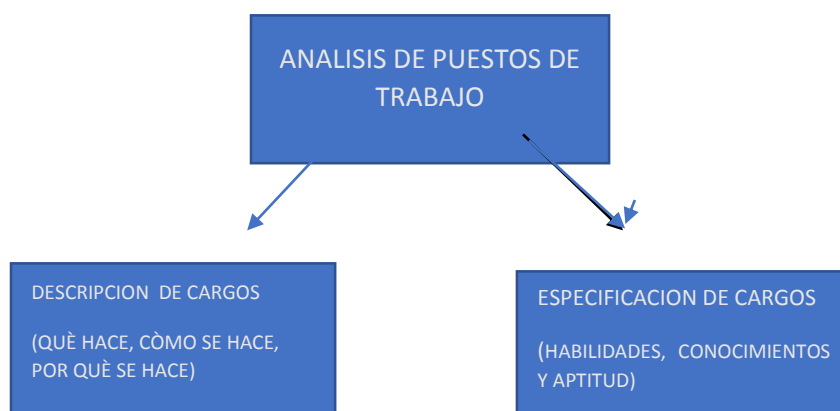 ANALISIS DE PUESTOS DE
TRABAJO
DESCRIPCION DE CARGOS
(QUÈ HACE, CÒMO SE HACE,
POR QUÈ SE HACE)
ESPECIFICACION DE CARGOS
(HABILIDADES, CONOCIMIENTOS
Y APTITUD)